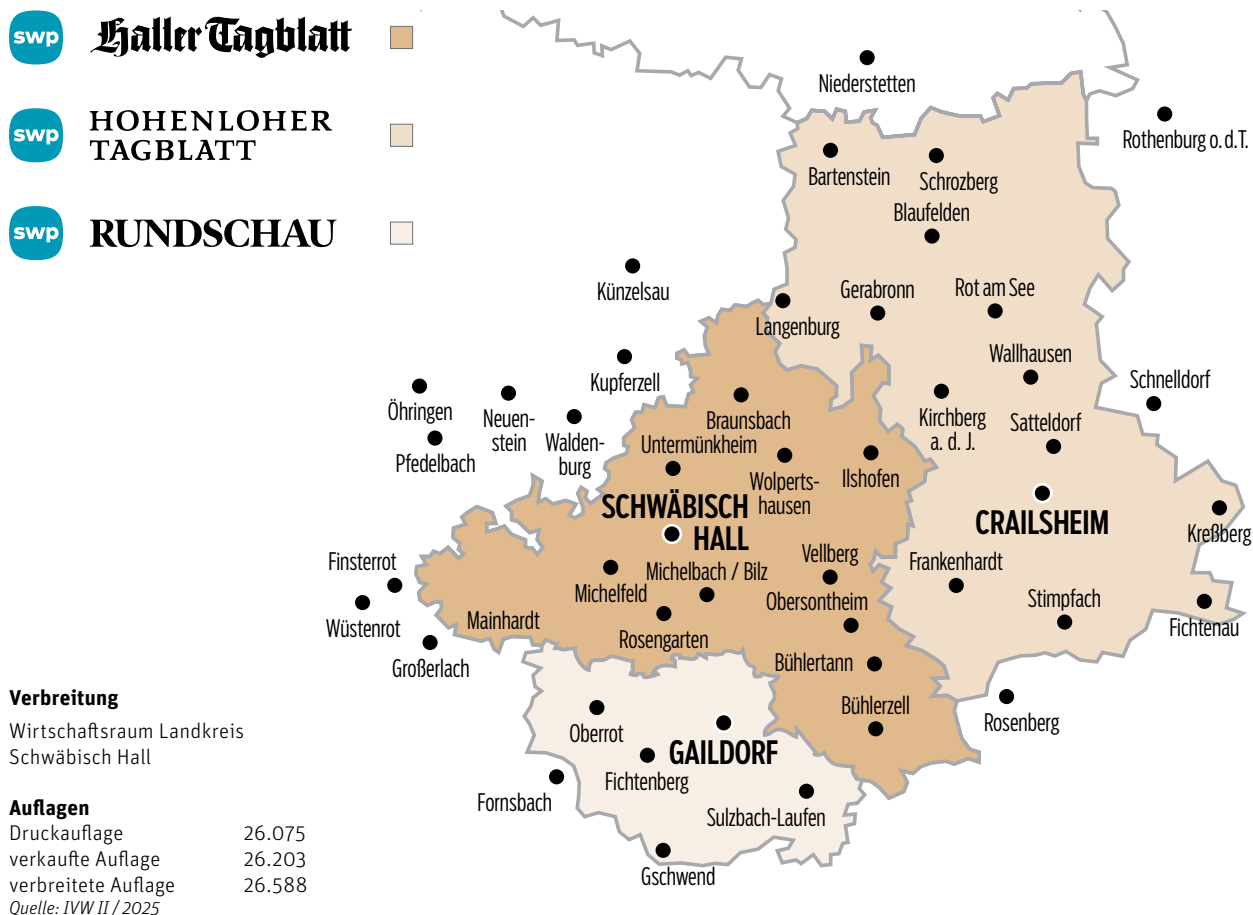 swp Haller Tagblatt
swp HOHENLOHER
TAGBLATT
swp RUNDSCHAU
Niederstetten
Rothenburg o. d.T.
Bartenstein
Schrozberg
Blaufelden
Künzelsau
Gerabronn
Rot am See
Langenburg
Wallhausen
Kupferzell
Schnelldorf
Öhringen
Neuen-
stein
Walden-
burg
Pfedelbach
Braunsbach
Kirchberg
a. d. J.
Satteldorf
Untermünkheim
Wolperts-
hausen
Ilshofen
SCHWÄBISCH
HALL
CRAILSHEIM
Kreßberg
Finsterrot
Vellberg
Frankenhardt
Michelbach / Bilz
Michelfeld
Obersontheim
Stimpfach
Wüstenrot
Mainhardt
Rosengarten
Fichtenau
Großerlach
Bühlertann
Bühlerzell
Rosenberg
Oberrot
GAILDORF
Fichtenberg
Fornsbach
Sulzbach-Laufen
Gschwend
Verbreitung
Wirtschaftsraum Landkreis
Schwäbisch Hall
Auflagen
Druckauflage 26.075
verkaufte Auflage 26.203
verbreitete Auflage 26.588
Quelle: IVW II / 2025